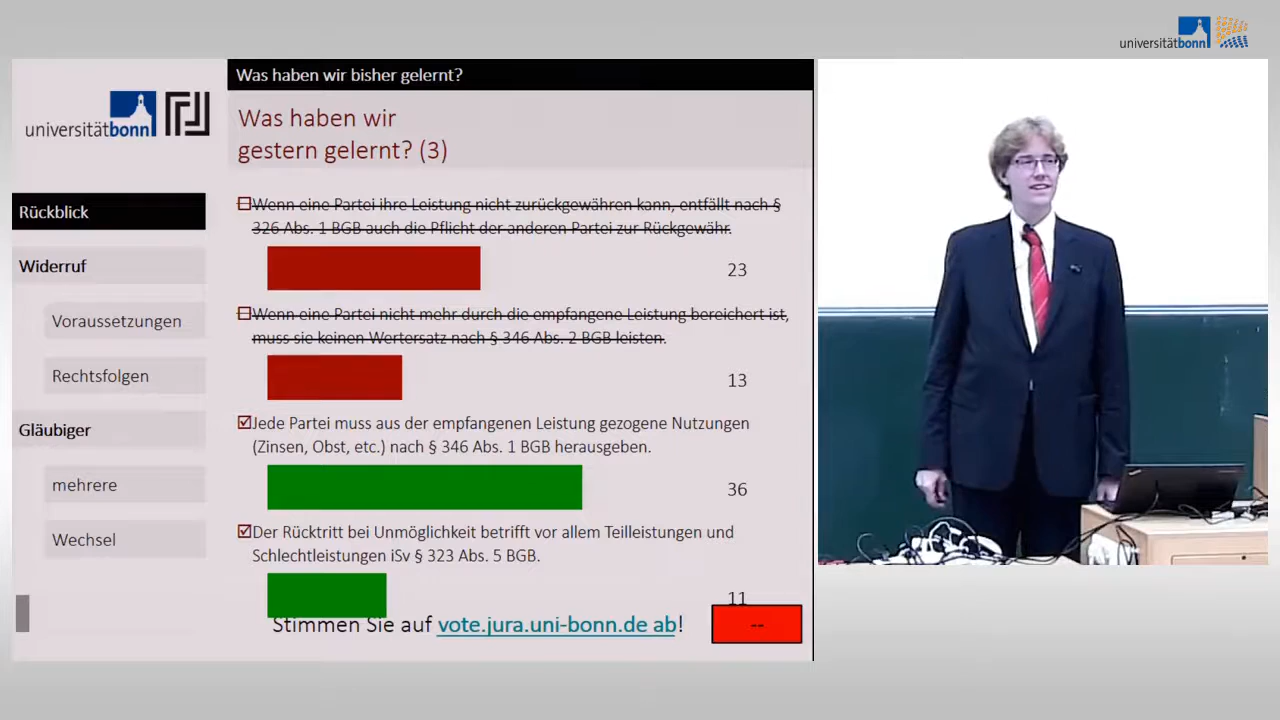 universitätbonn
Was haben wir bisher gelernt?
universitätbonn
Was haben wir
gestern gelernt? (3)
Rückblick
Widerruf
Voraussetzungen
Rechtsfolgen
Gläubiger
mehrere
Wechsel
Wenn eine Partei ihre Leistung nicht zurückgewähren kann, entfällt nach §
326 Abs. 1 BGB auch die Pflicht der anderen Partei zur Rückgewähr.
23
Wenn eine Partei nicht mehr durch die empfangene Leistung bereichert ist,
muss sie keinen Wertersatz nach § 346 Abs. 2 BGB leisten.
13
Jede Partei muss aus der empfangenen Leistung gezogene Nutzungen
(Zinsen, Obst, etc.) nach § 346 Abs. 1 BGB herausgeben.
36
Der Rücktritt bei Unmöglichkeit betrifft vor allem Teilleistungen und
Schlechtleistungen iSv § 323 Abs. 5 BGB.
11
Stimmen Sie auf vote.jura.uni-bonn.de ab!
--